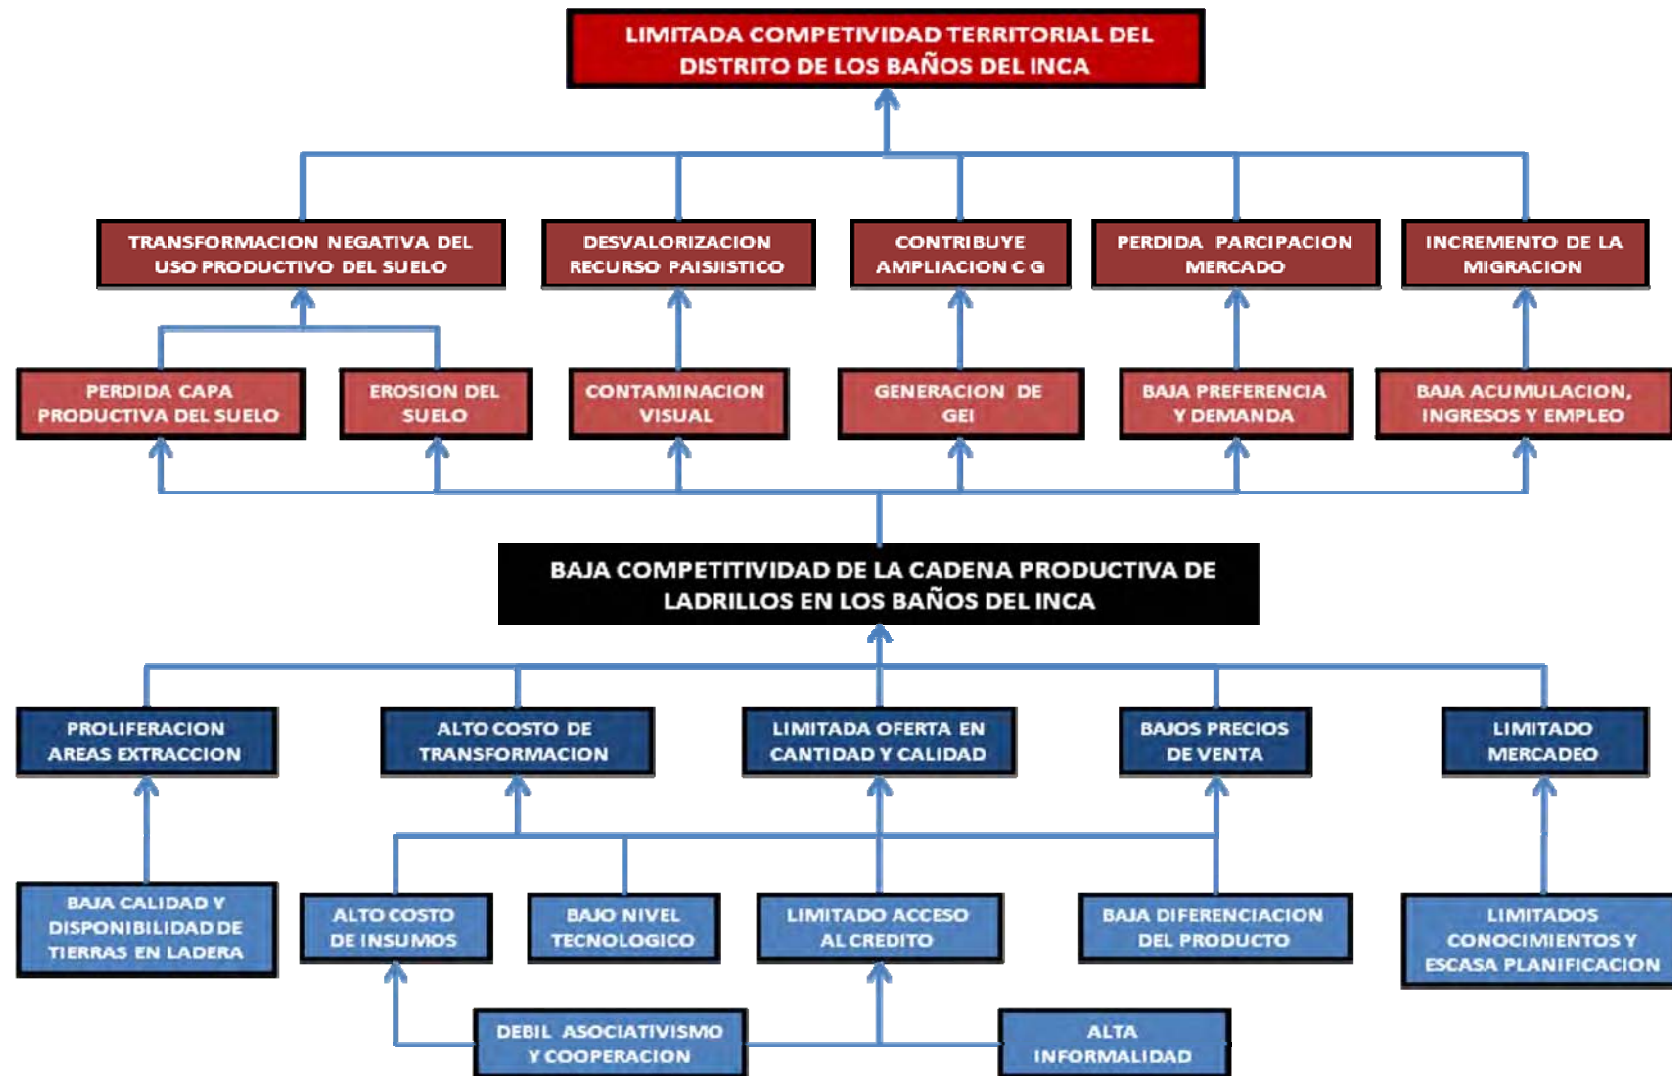 LIMITADA COMPETIVIDAD TERRITORIAL DEL
DISTRITO DE LOS BAÑOS DEL INCA
TRANSFORMACION NEGATIVA DEL
USO PRODUCTIVO DEL SUELO
DESVALORIZACION
RECURSO PAISJISTICO
CONTRIBUYE
AMPLIACION C G
PERDIDA PARCIPACION
MERCADO
INCREMENTO DE LA
MIGRACION
PERDIDA CAPA
PRODUCTIVA DEL SUELO
EROSION DEL
SUELO
CONTAMINACION
VISUAL
GENERACION DE
GEI
BAJA PREFERENCIA
Y DEMANDA
BAJA ACUMULACION,
INGRESOS Y EMPLEO
BAJA COMPETITIVIDAD DE LA CADENA PRODUCTIVA DE
LADRILLOS EN LOS BAÑOS DEL INCA
PROLIFERACION
AREAS EXTRACCION
ALTO COSTO DE
TRANSFORMACION
LIMITADA OFERTA EN
CANTIDAD Y CALIDAD
BAJOS PRECIOS
DE VENTA
LIMITADO
MERCADEO
BAJA CALIDAD Y
DISPONIBILIDAD DE
TIERRAS EN LADERA
ALTO COSTO
DE INSUMOS
BAJO NIVEL
TECNOLOGICO
LIMITADO ACCESO
AL CREDITO
BAJA DIFERENCIACION
DEL PRODUCTO
LIMITADOS
CONOCIMIENTOS Y
ESCASA PLANIFICACION
DEBIL ASOCIATIVISMO
Y COOPERACION
ALTA
INFORMALIDAD